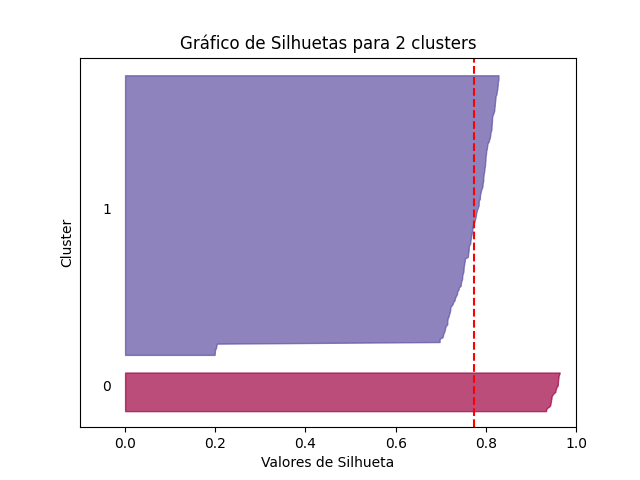 Gráfico de Silhuetas para 2 clusters
Cluster
1
0
0.0 0.2 0.4 0.6 0.8 1.0
Valores de Silhueta